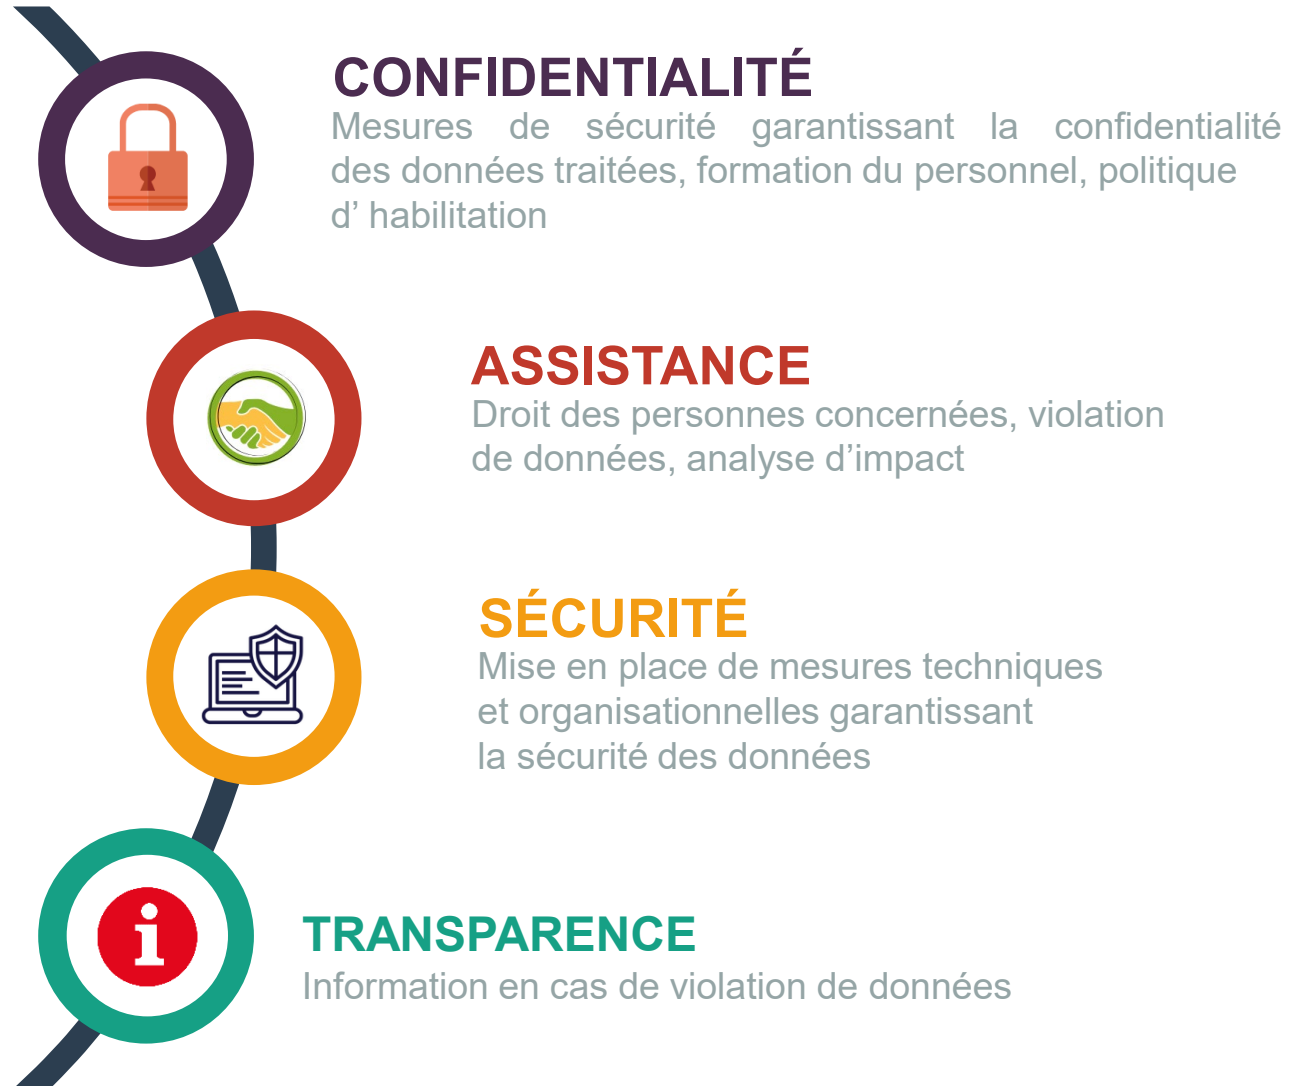 CONFIDENTIALITÉ
Mesures de sécurité garantissant la confidentialité
des données traitées, formation du personnel, politique
d’ habilitation
ASSISTANCE
Droit des personnes concernées, violation
de données, analyse d’impact
SÉCURITÉ
Mise en place de mesures techniques
et organisationnelles garantissant
la sécurité des données
TRANSPARENCE
Information en cas de violation de données